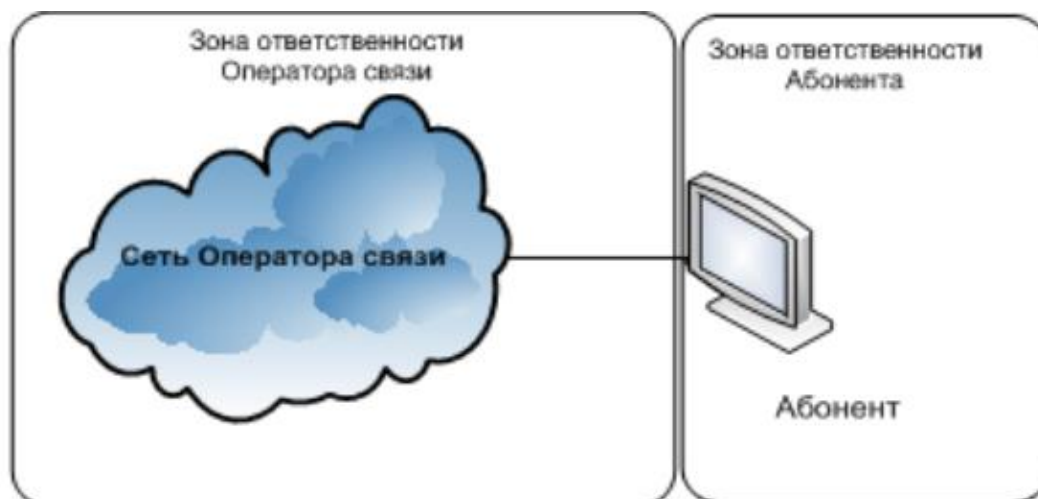 Зона ответственности
Оператора связи
Зона ответственности
Абонента
Сеть Оператора связи
Абонент